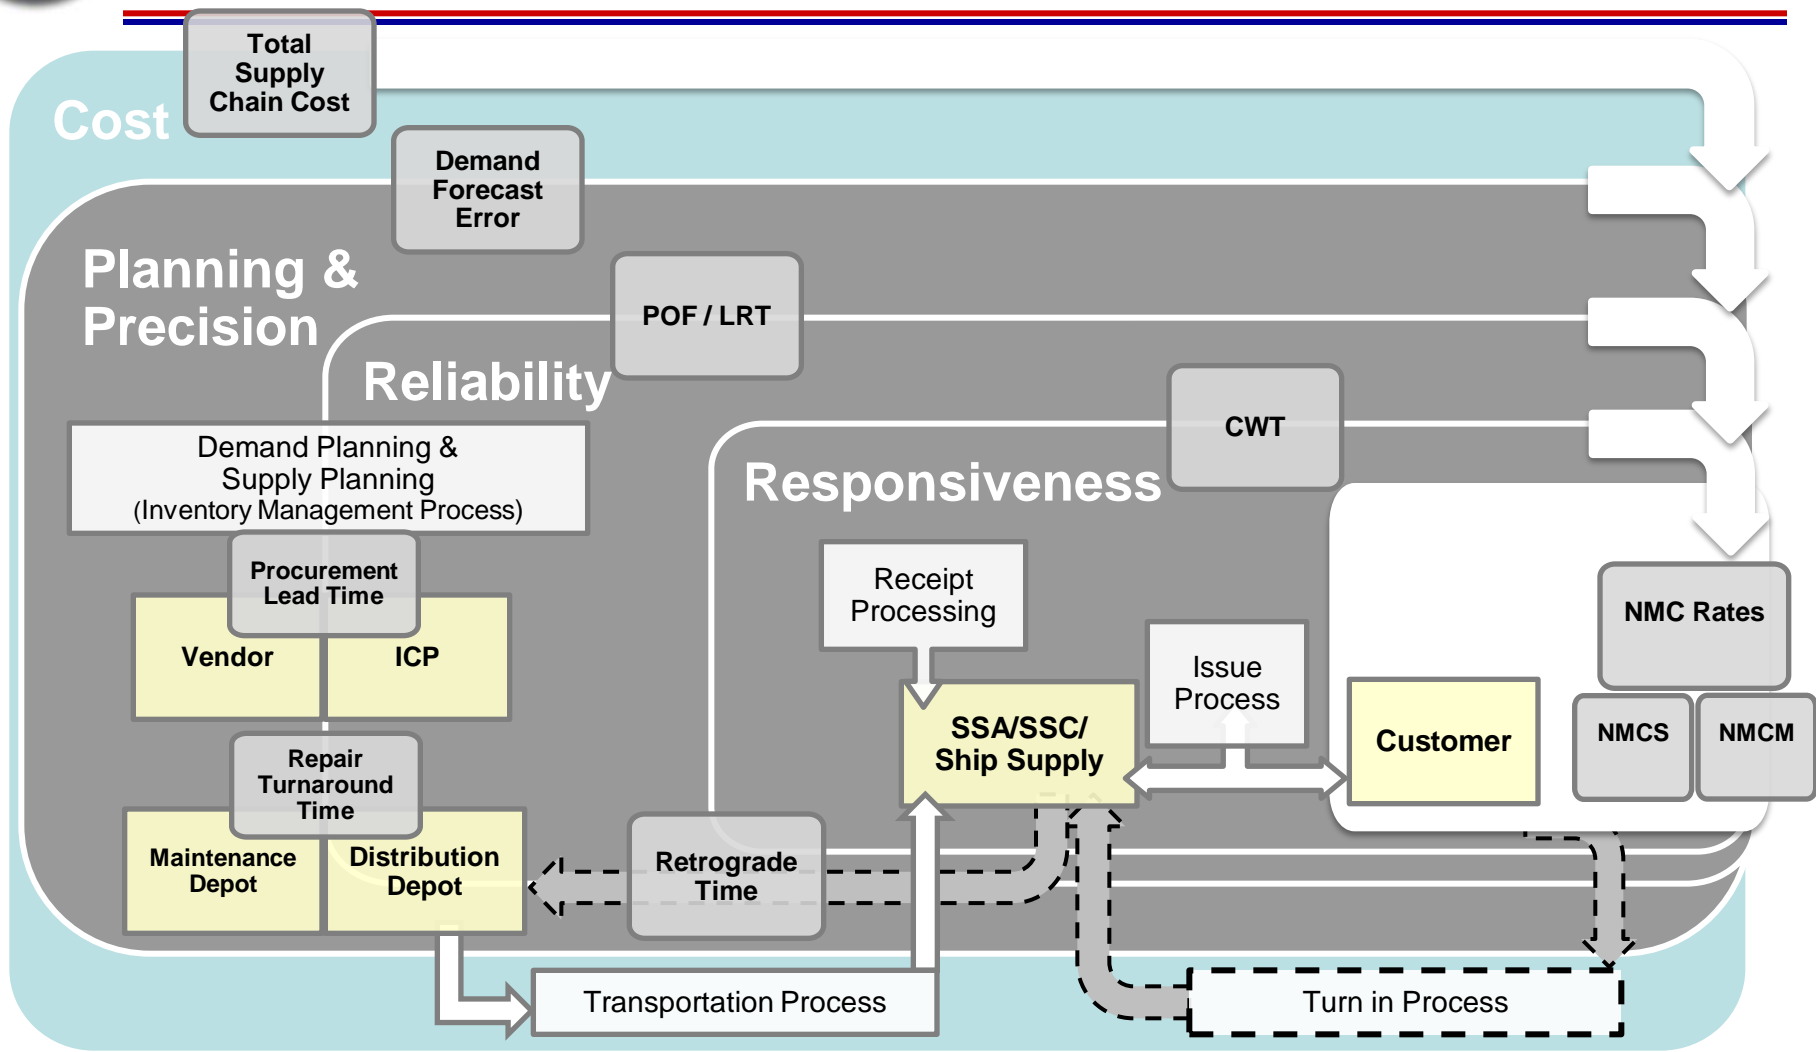 Total
Supply
Chain Cost
Cost
Demand
Forecast
Error
Planning &
Precision
POF / LRT
Reliability
CWT
Responsiveness
Demand Planning &
Supply Planning
(Inventory Management Process)
Procurement
Lead Time
Vendor
ICP
Receipt
Processing
Issue
Process
NMC Rates
SSA/SSC/
Ship Supply
Customer
NMCS
NMCM
Repair
Turnaround
Time
Maintenance
Depot
Distribution
Depot
Retrograde
Time
Transportation Process
Turn in Process